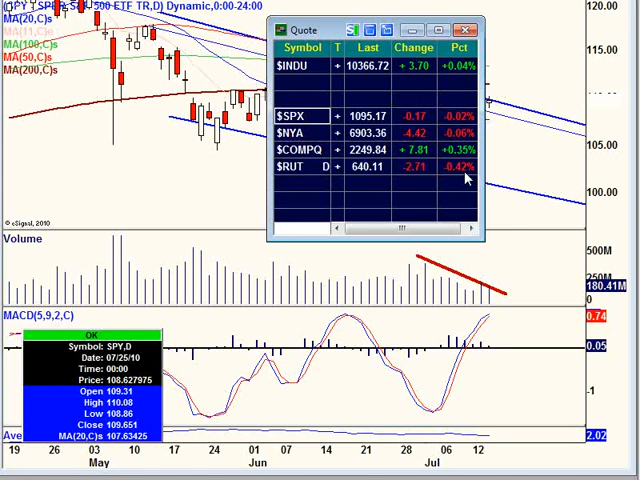 (SPY - SPDR S&P 500 ETF TR,D) Dynamic,0:00-24:00
MA(20,C)s
MA(11,C)s
MA(100,C)s
MA(50,C)s
MA(200,C)s
Quote
Symbol T Last Change Pct
$INDU + 10366.72 + 3.70 +0.04%
$SPX + 1095.17 -0.17 -0.02%
$NYA + 6903.36 -4.42 -0.06%
$COMPQ + 2249.84 + 7.81 +0.35%
$RUT D + 640.11 -2.71 -0.42%
120.00
115.00
105.00
100.00
© eSignal, 2010
Volume
500M
250M
180.41M
0
MACD(5,9,2,C)
0.74
0.05
-1
OK
Symbol: SPY,D
Date: 07/25/10
Time: 00:00
Price: 108.627975
Open 109.31
High 110.08
Low 108.86
Close 109.651
MA(20,C)s 107.63425
Ave
2.02
19 26 03 10 17 24 01 07 14 21 28 06 12
May Jun Jul